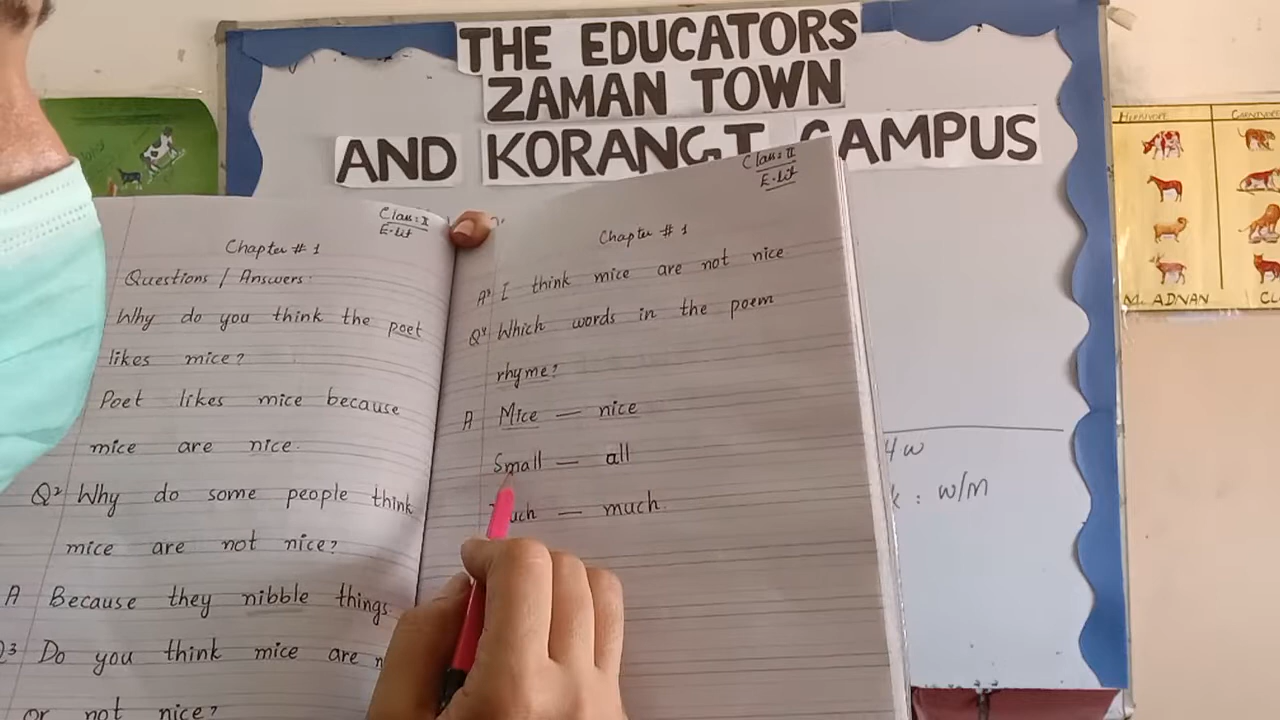 THE EDUCATORS
ZAMAN TOWN
AND KORANGI CAMPUS
Class: II
E.Lit
Chapter # 1
Questions / Answers:
Why do you think the poet
likes mice?
Poet likes mice because
mice are nice.
Q2 Why do some people think
mice are not nice?
A Because they nibble things
Q3 Do you think mice are
or not nice?
Class: II
E.Lit
Chapter # 1
A3 I think mice are not nice
Q4 Which words in the poem
rhyme?
A Mice — nice
Small — all
uch — much.
M. ADNAN
4 w
: w/m